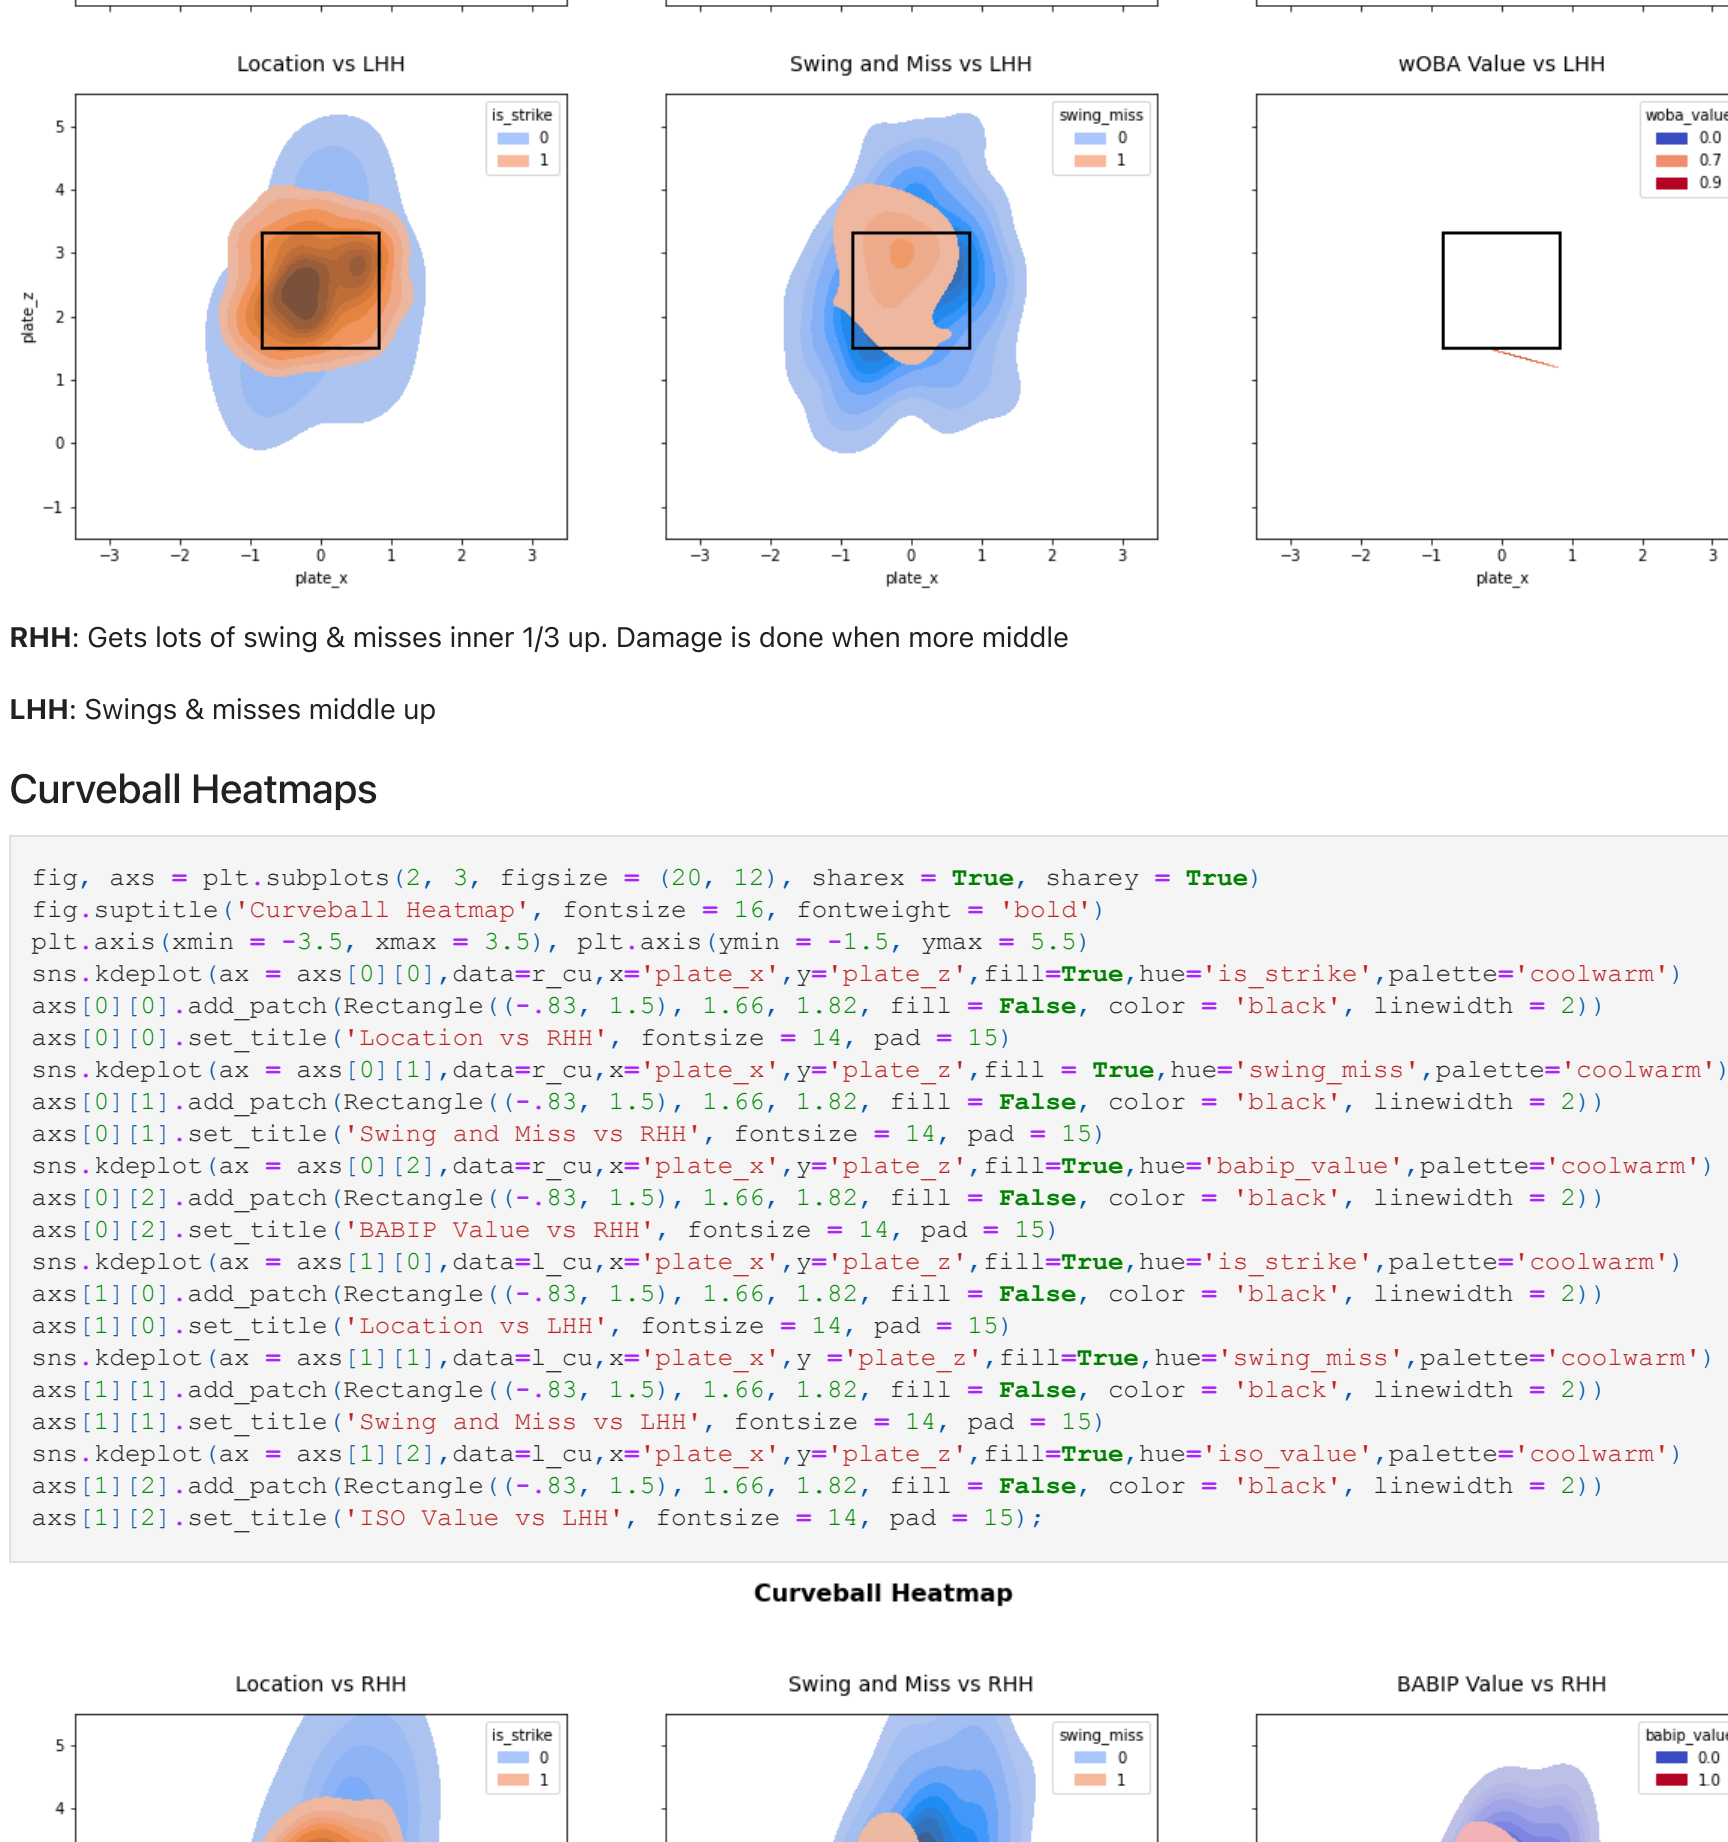 Location vs LHH
Swing and Miss vs LHH
wOBA Value vs LHH
is_strike
0
1
swing_miss
0
1
woba_value
0.0
0.7
0.9
5
4
3
2
1
0
−1
plate_z
−3 −2 −1 0 1 2 3
−3 −2 −1 0 1 2 3
−3 −2 −1 0 1 2 3
plate_x
plate_x
plate_x
RHH: Gets lots of swing & misses inner 1/3 up. Damage is done when more middle
LHH: Swings & misses middle up
Curveball Heatmaps
fig, axs = plt.subplots(2, 3, figsize = (20, 12), sharex = True, sharey = True)
fig.suptitle('Curveball Heatmap', fontsize = 16, fontweight = 'bold')
plt.axis(xmin = -3.5, xmax = 3.5), plt.axis(ymin = -1.5, ymax = 5.5)
sns.kdeplot(ax = axs[0][0],data=r_cu,x='plate_x',y='plate_z',fill=True,hue='is_strike',palette='coolwarm')
axs[0][0].add_patch(Rectangle((-.83, 1.5), 1.66, 1.82, fill = False, color = 'black', linewidth = 2))
axs[0][0].set_title('Location vs RHH', fontsize = 14, pad = 15)
sns.kdeplot(ax = axs[0][1],data=r_cu,x='plate_x',y='plate_z',fill = True,hue='swing_miss',palette='coolwarm')
axs[0][1].add_patch(Rectangle((-.83, 1.5), 1.66, 1.82, fill = False, color = 'black', linewidth = 2))
axs[0][1].set_title('Swing and Miss vs RHH', fontsize = 14, pad = 15)
sns.kdeplot(ax = axs[0][2],data=r_cu,x='plate_x',y='plate_z',fill=True,hue='babip_value',palette='coolwarm')
axs[0][2].add_patch(Rectangle((-.83, 1.5), 1.66, 1.82, fill = False, color = 'black', linewidth = 2))
axs[0][2].set_title('BABIP Value vs RHH', fontsize = 14, pad = 15)
sns.kdeplot(ax = axs[1][0],data=l_cu,x='plate_x',y='plate_z',fill=True,hue='is_strike',palette='coolwarm')
axs[1][0].add_patch(Rectangle((-.83, 1.5), 1.66, 1.82, fill = False, color = 'black', linewidth = 2))
axs[1][0].set_title('Location vs LHH', fontsize = 14, pad = 15)
sns.kdeplot(ax = axs[1][1],data=l_cu,x='plate_x',y ='plate_z',fill=True,hue='swing_miss',palette='coolwarm')
axs[1][1].add_patch(Rectangle((-.83, 1.5), 1.66, 1.82, fill = False, color = 'black', linewidth = 2))
axs[1][1].set_title('Swing and Miss vs LHH', fontsize = 14, pad = 15)
sns.kdeplot(ax = axs[1][2],data=l_cu,x='plate_x',y='plate_z',fill=True,hue='iso_value',palette='coolwarm')
axs[1][2].add_patch(Rectangle((-.83, 1.5), 1.66, 1.82, fill = False, color = 'black', linewidth = 2))
axs[1][2].set_title('ISO Value vs LHH', fontsize = 14, pad = 15);
Curveball Heatmap
Location vs RHH
Swing and Miss vs RHH
BABIP Value vs RHH
is_strike
0
1
swing_miss
0
1
babip_value
0.0
1.0
5
4